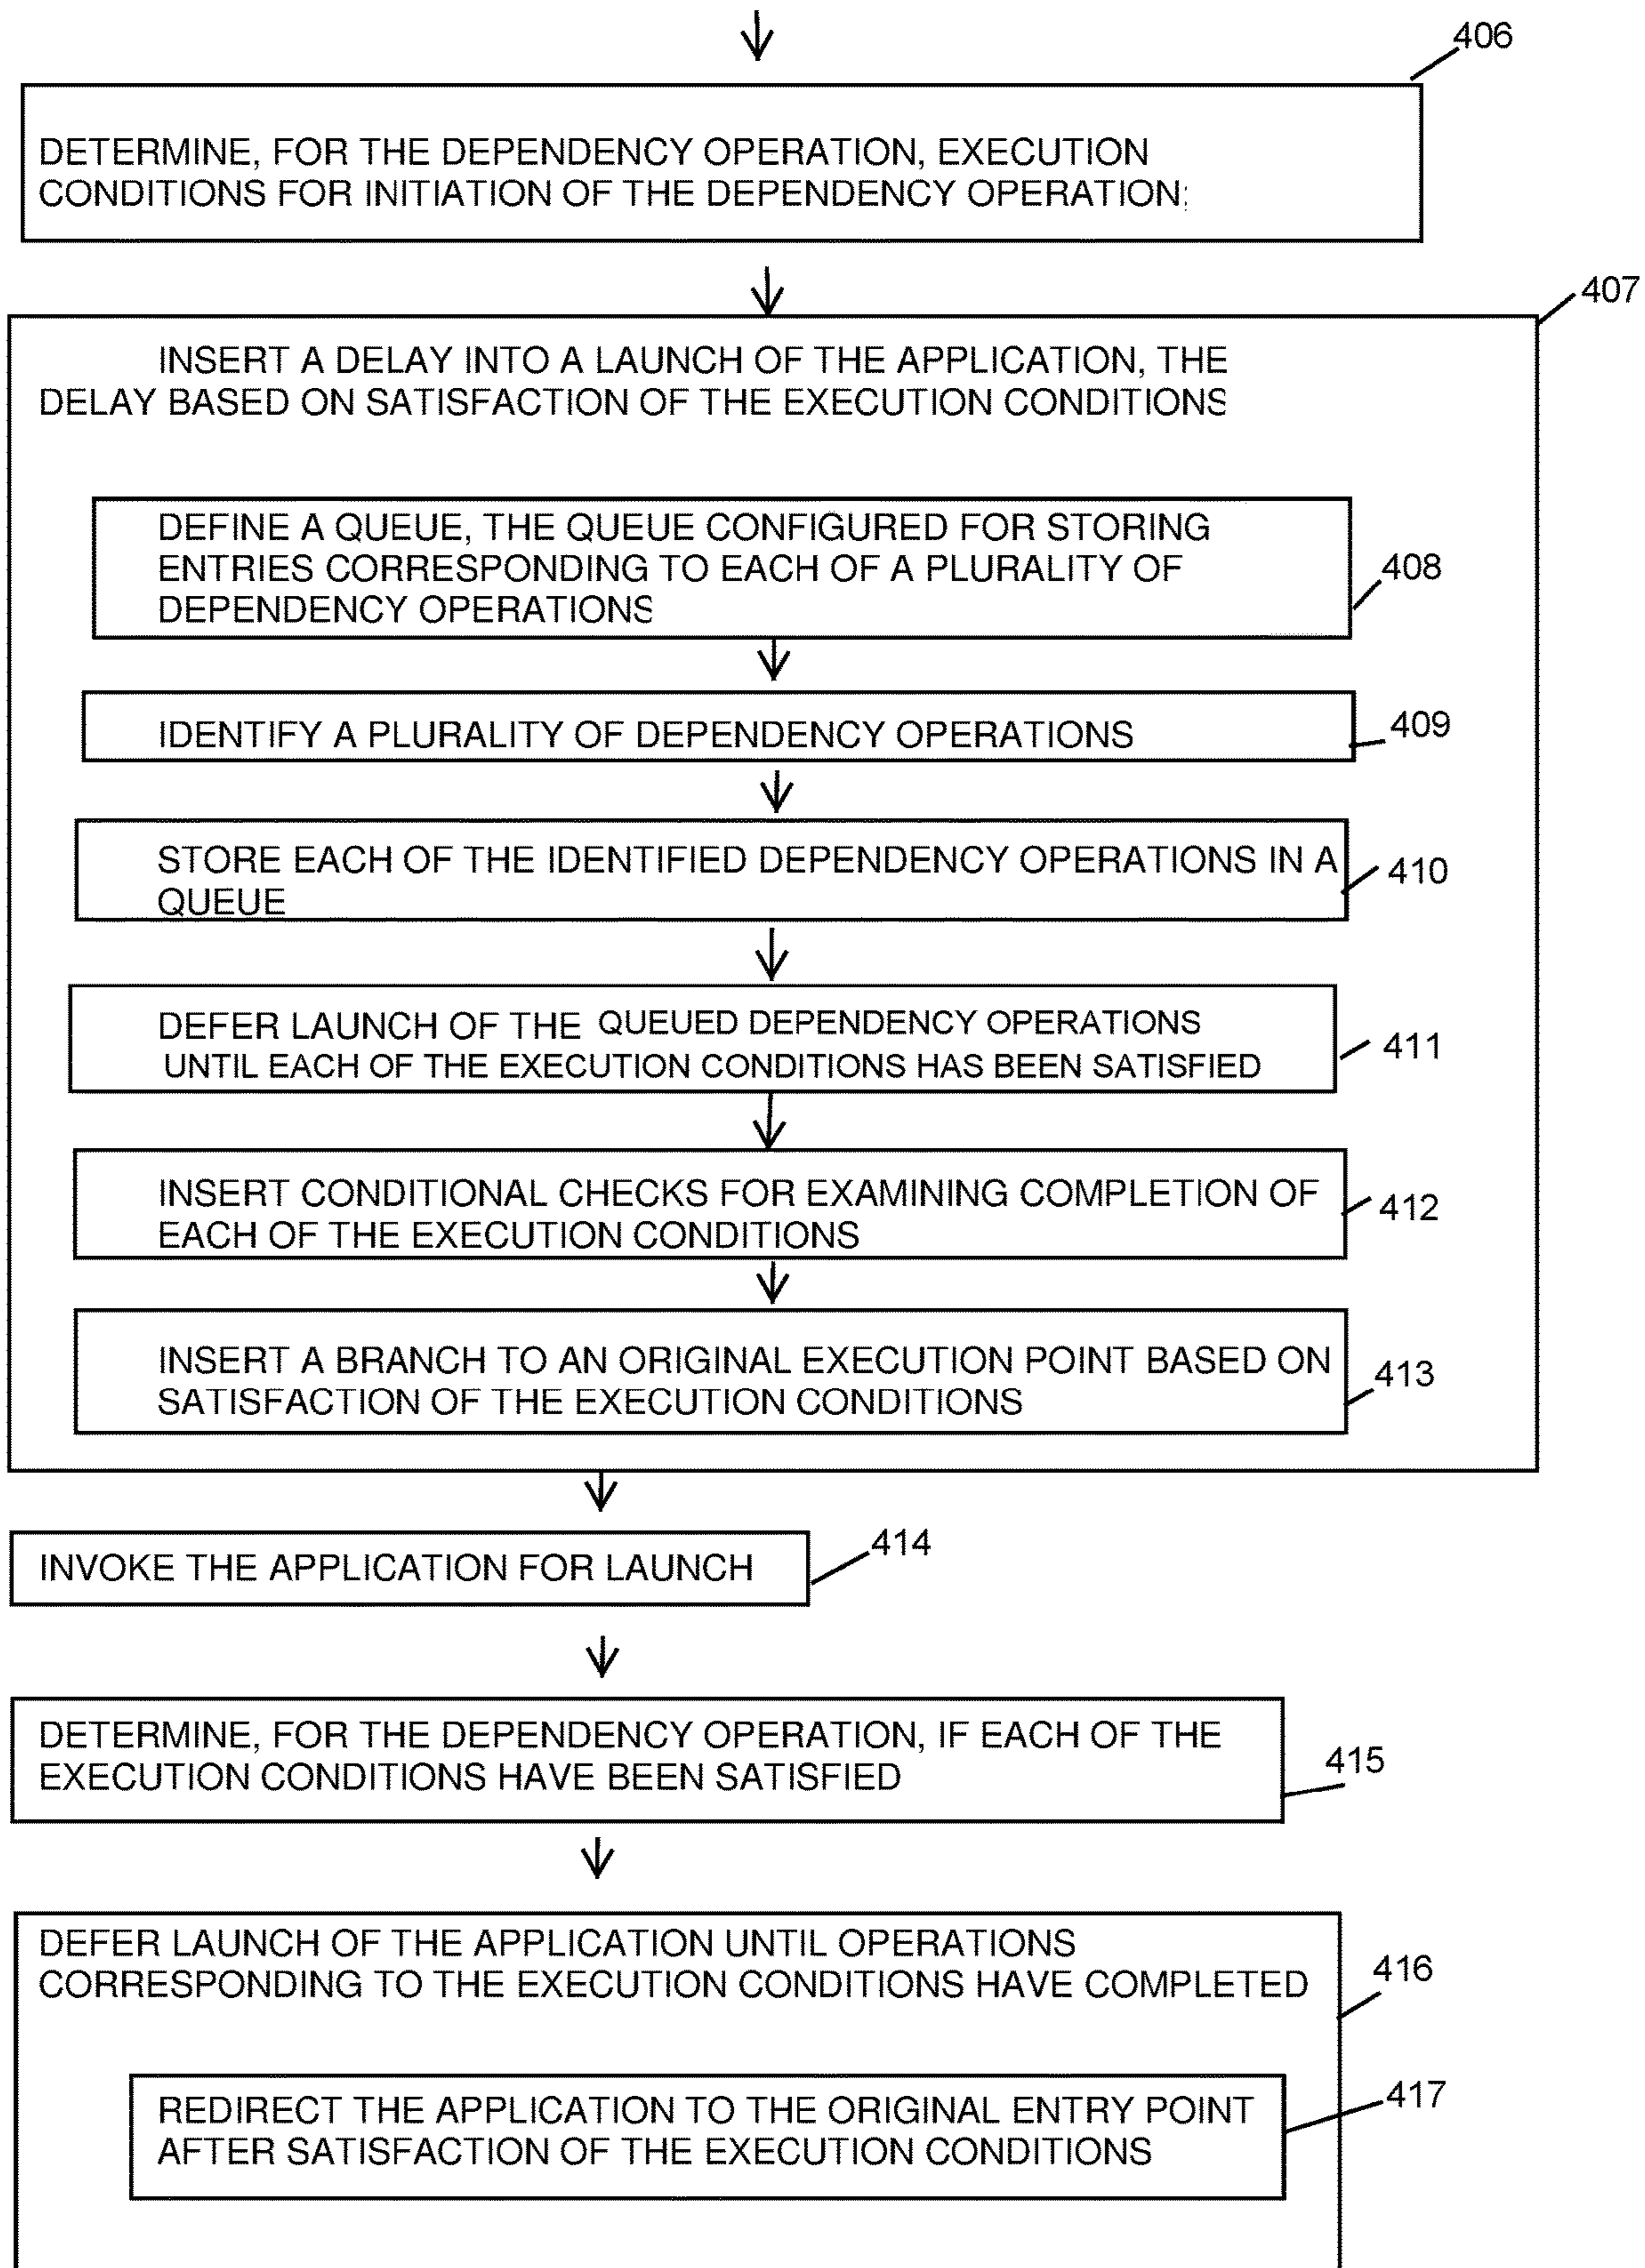 406
DETERMINE, FOR THE DEPENDENCY OPERATION, EXECUTION
CONDITIONS FOR INITIATION OF THE DEPENDENCY OPERATION;
407
INSERT A DELAY INTO A LAUNCH OF THE APPLICATION, THE
DELAY BASED ON SATISFACTION OF THE EXECUTION CONDITIONS
DEFINE A QUEUE, THE QUEUE CONFIGURED FOR STORING
ENTRIES CORRESPONDING TO EACH OF A PLURALITY OF
DEPENDENCY OPERATIONS
408
IDENTIFY A PLURALITY OF DEPENDENCY OPERATIONS
409
STORE EACH OF THE IDENTIFIED DEPENDENCY OPERATIONS IN A
QUEUE
410
DEFER LAUNCH OF THE QUEUED DEPENDENCY OPERATIONS
UNTIL EACH OF THE EXECUTION CONDITIONS HAS BEEN SATISFIED
411
INSERT CONDITIONAL CHECKS FOR EXAMINING COMPLETION OF
EACH OF THE EXECUTION CONDITIONS
412
INSERT A BRANCH TO AN ORIGINAL EXECUTION POINT BASED ON
SATISFACTION OF THE EXECUTION CONDITIONS
413
INVOKE THE APPLICATION FOR LAUNCH
414
DETERMINE, FOR THE DEPENDENCY OPERATION, IF EACH OF THE
EXECUTION CONDITIONS HAVE BEEN SATISFIED
415
DEFER LAUNCH OF THE APPLICATION UNTIL OPERATIONS
CORRESPONDING TO THE EXECUTION CONDITIONS HAVE COMPLETED
416
REDIRECT THE APPLICATION TO THE ORIGINAL ENTRY POINT
AFTER SATISFACTION OF THE EXECUTION CONDITIONS
417